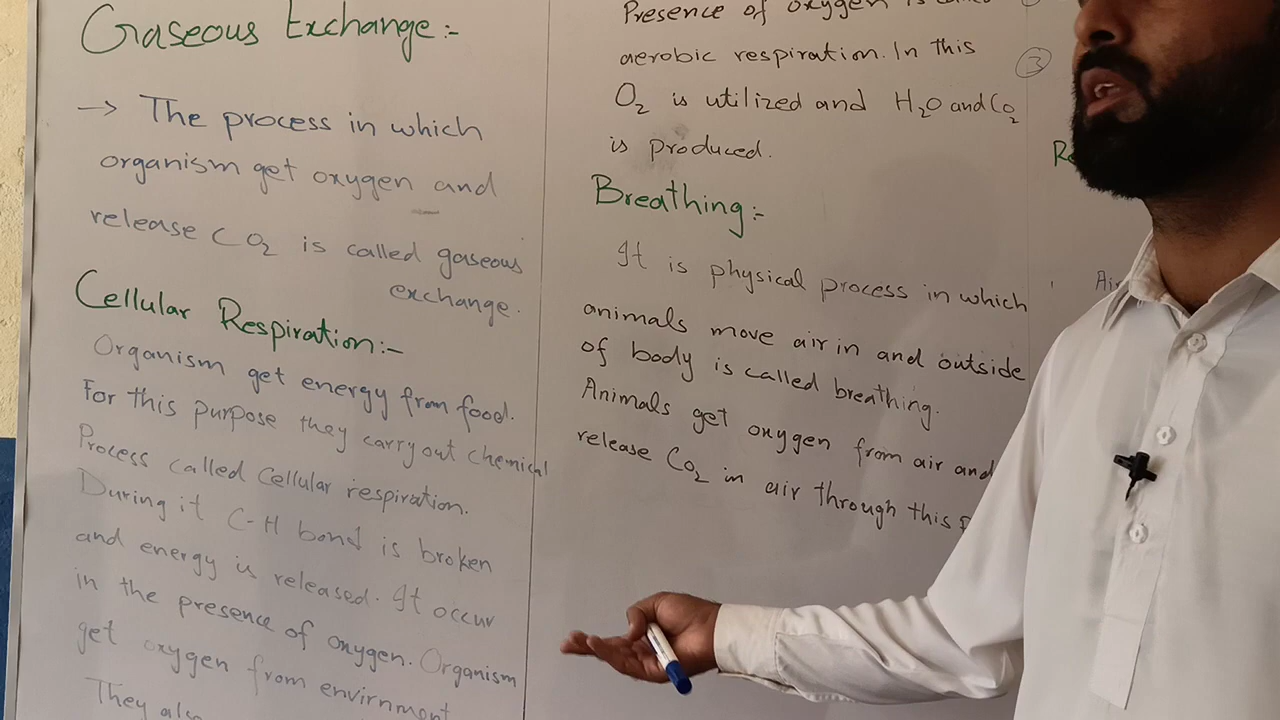 Gaseous Exchange:-
→ The process in which
organism get oxygen and
release CO2 is called gaseous
exchange.
Cellular Respiration:-
Organism get energy from food.
For this purpose they carry out chemical
Process called Cellular respiration.
During it C-H bond is broken
and energy is released. It occur
in the presence of oxygen. Organism
get oxygen from envirnment
They also
Presence of oxygen is called
aerobic respiration. In this
O2 is utilized and H2O and CO2
is produced.
Breathing:-
It is physical process in which
animals move air in and outside
of body is called breathing.
Animals get oxygen from air and
release CO2 in air through this
3
Re
Air